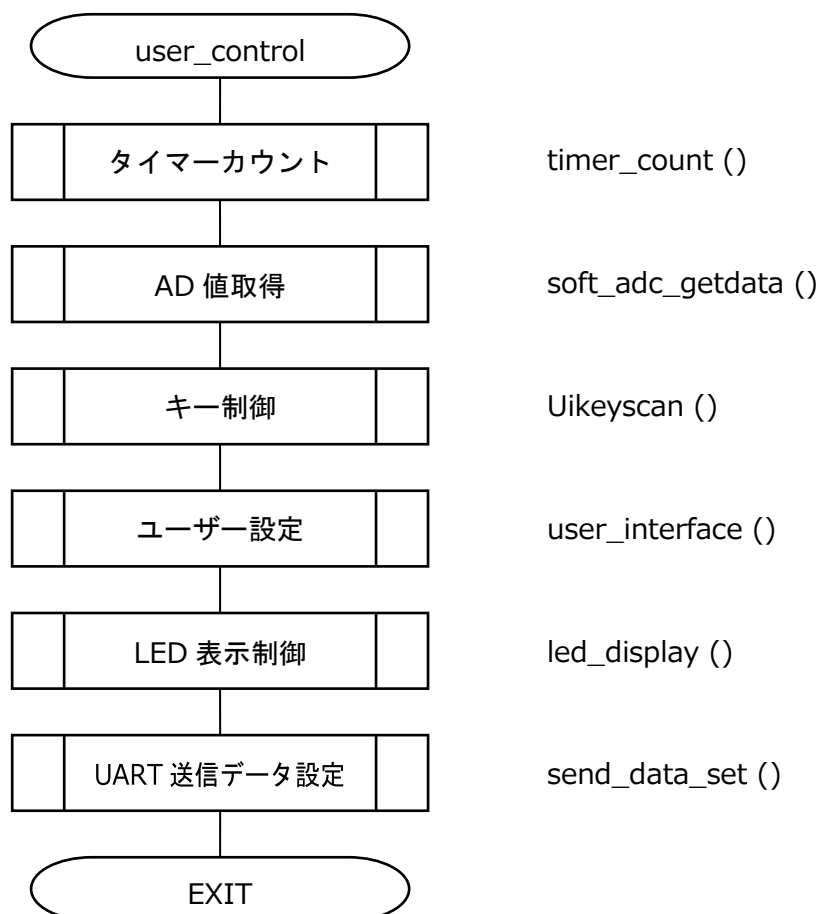 user_control
タイマーカウント timer_count ()
AD 値取得 soft_adc_getdata ()
キー制御 Uikeyscan ()
ユーザー設定 user_interface ()
LED 表示制御 led_display ()
UART 送信データ設定 send_data_set ()
EXIT